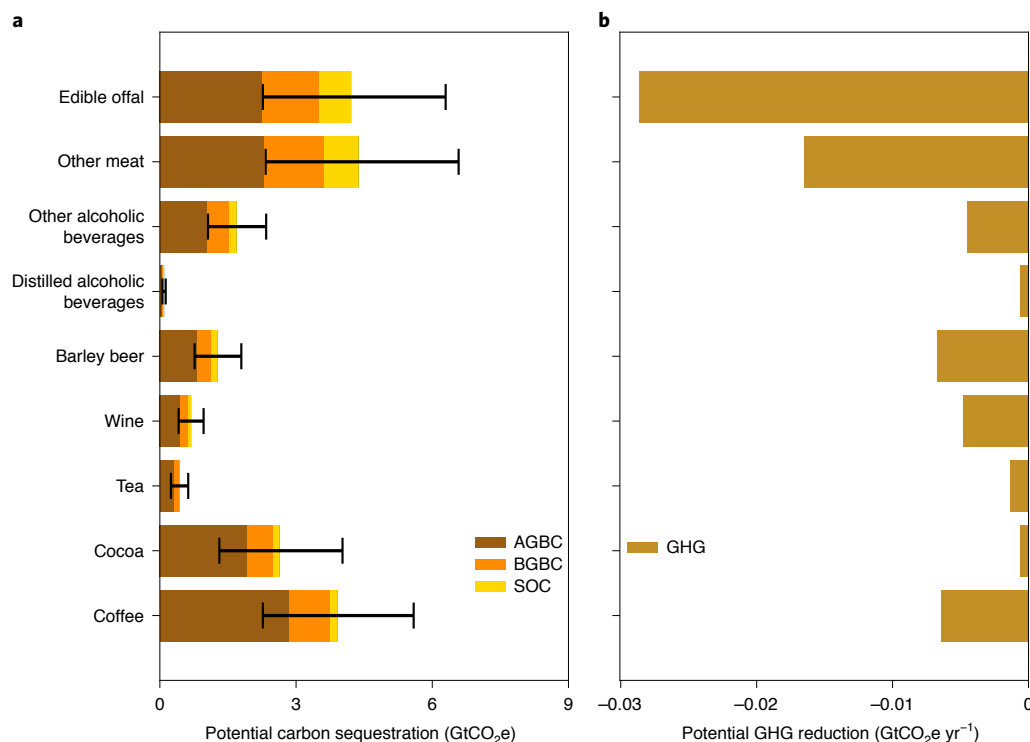 a
b
Edible offal
Other meat
Other alcoholic
beverages
Distilled alcoholic
beverages
Barley beer
Wine
Tea
Cocoa
Coffee
AGBC
BGBC
SOC
0
3
6
9
Potential carbon sequestration (GtCO₂e)
GHG
−0.03
−0.02
−0.01
0
Potential GHG reduction (GtCO₂e yr⁻¹)